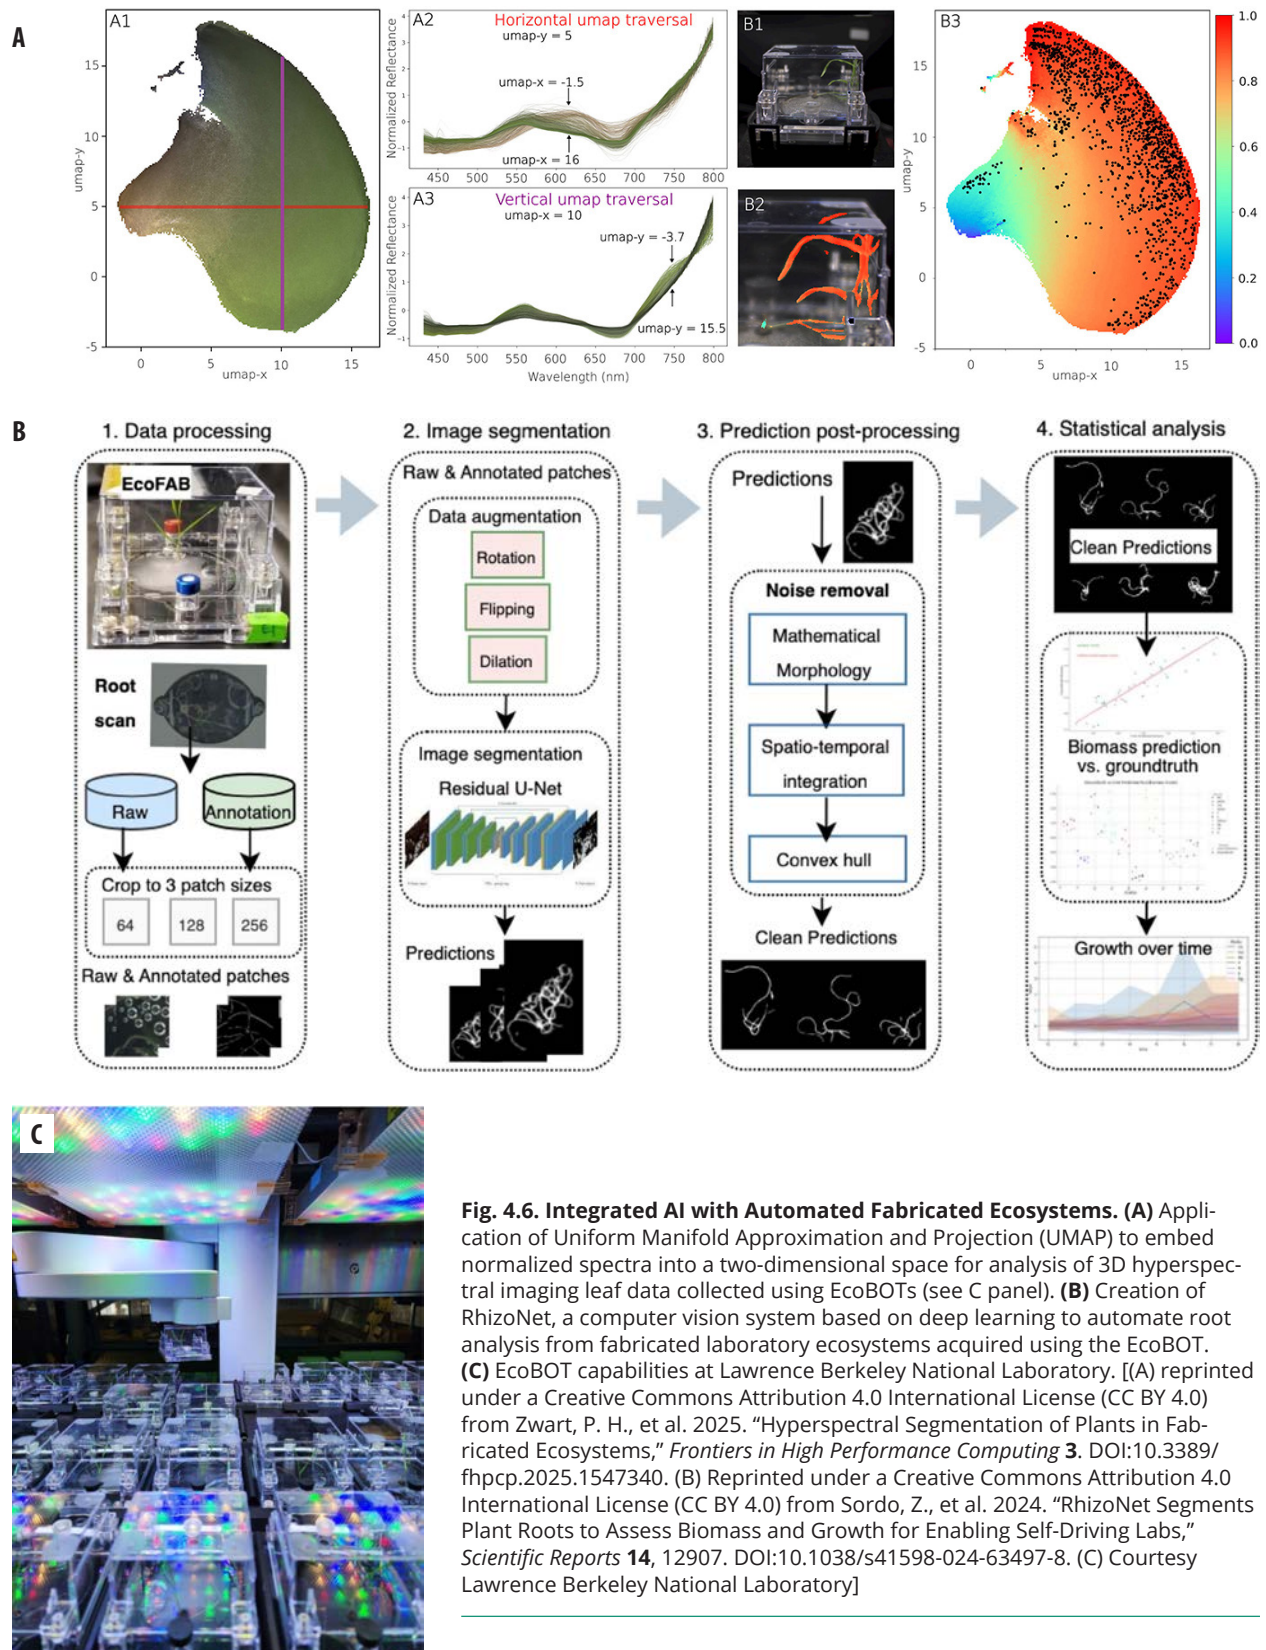 A
A1
15
10
5
0
-5
umap-y
0
5
10
15
umap-x
A2
Horizontal umap traversal
umap-y = 5
umap-x = -1.5
umap-x = 16
Normalized Reflectance
4
3
2
1
0
-1
450 500 550 600 650 700 750 800
A3
Vertical umap traversal
umap-x = 10
umap-y = -3.7
umap-y = 15.5
Normalized Reflectance
4
3
2
1
0
-1
450 500 550 600 650 700 750 800
Wavelength (nm)
B1
B2
B3
15
10
5
0
-5
umap-y
0
5
10
15
umap-x
1.0
0.8
0.6
0.4
0.2
0.0
B
1. Data processing
EcoFAB
Root
scan
Raw
Annotation
Crop to 3 patch sizes
64
128
256
Raw & Annotated patches
2. Image segmentation
Raw & Annotated patches
Data augmentation
Rotation
Flipping
Dilation
Image segmentation
Residual U-Net
Predictions
3. Prediction post-processing
Predictions
Noise removal
Mathematical
Morphology
Spatio-temporal
integration
Convex hull
Clean Predictions
4. Statistical analysis
Clean Predictions
Biomass prediction
vs. groundtruth
Growth over time
C
Fig. 4.6. Integrated AI with Automated Fabricated Ecosystems. (A) Appli-
cation of Uniform Manifold Approximation and Projection (UMAP) to embed
normalized spectra into a two-dimensional space for analysis of 3D hyperspec-
tral imaging leaf data collected using EcoBOTs (see C panel). (B) Creation of
RhizoNet, a computer vision system based on deep learning to automate root
analysis from fabricated laboratory ecosystems acquired using the EcoBOT.
(C) EcoBOT capabilities at Lawrence Berkeley National Laboratory. [(A) reprinted
under a Creative Commons Attribution 4.0 International License (CC BY 4.0)
from Zwart, P. H., et al. 2025. “Hyperspectral Segmentation of Plants in Fab-
ricated Ecosystems,” Frontiers in High Performance Computing 3. DOI:10.3389/
fhpcp.2025.1547340. (B) Reprinted under a Creative Commons Attribution 4.0
International License (CC BY 4.0) from Sordo, Z., et al. 2024. “RhizoNet Segments
Plant Roots to Assess Biomass and Growth for Enabling Self-Driving Labs,”
Scientific Reports 14, 12907. DOI:10.1038/s41598-024-63497-8. (C) Courtesy
Lawrence Berkeley National Laboratory]